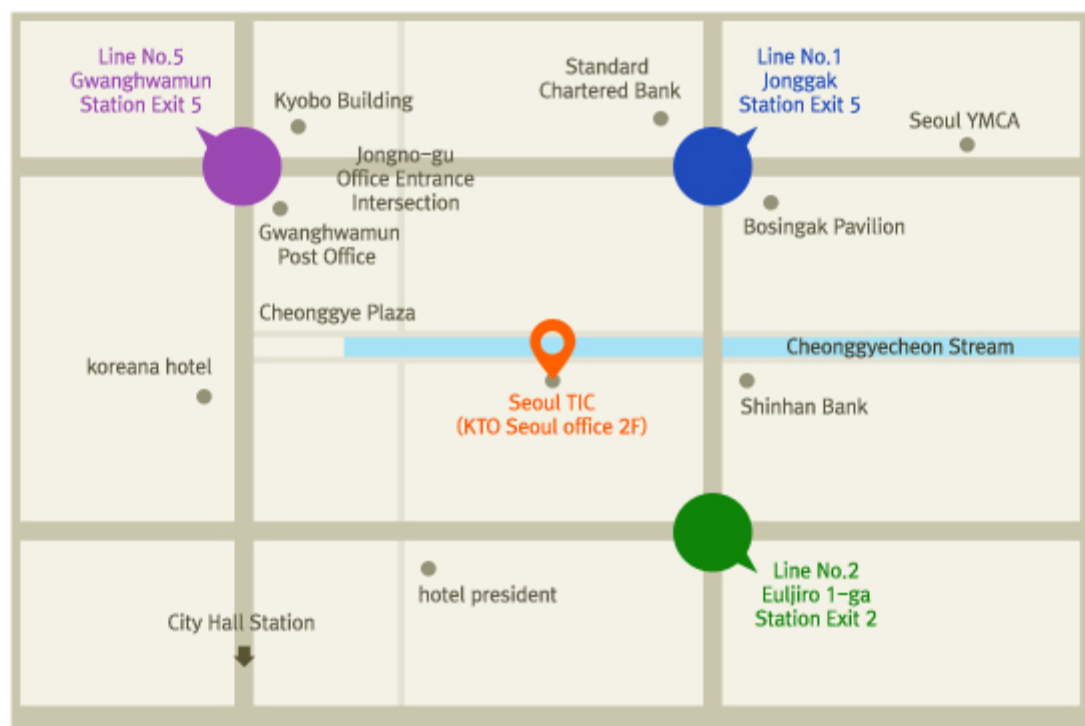 Line No.5
Gwanghwamun
Station Exit 5
Kyobo Building
Standard
Chartered Bank
Line No.1
Jonggak
Station Exit 5
Seoul YMCA
Jongno-gu
Office Entrance
Intersection
Gwanghwamun
Post Office
Bosingak Pavilion
Cheonggye Plaza
Cheonggyecheon Stream
koreana hotel
Seoul TIC
(KTO Seoul office 2F)
Shinhan Bank
hotel president
Line No.2
Euljiro 1-ga
Station Exit 2
City Hall Station